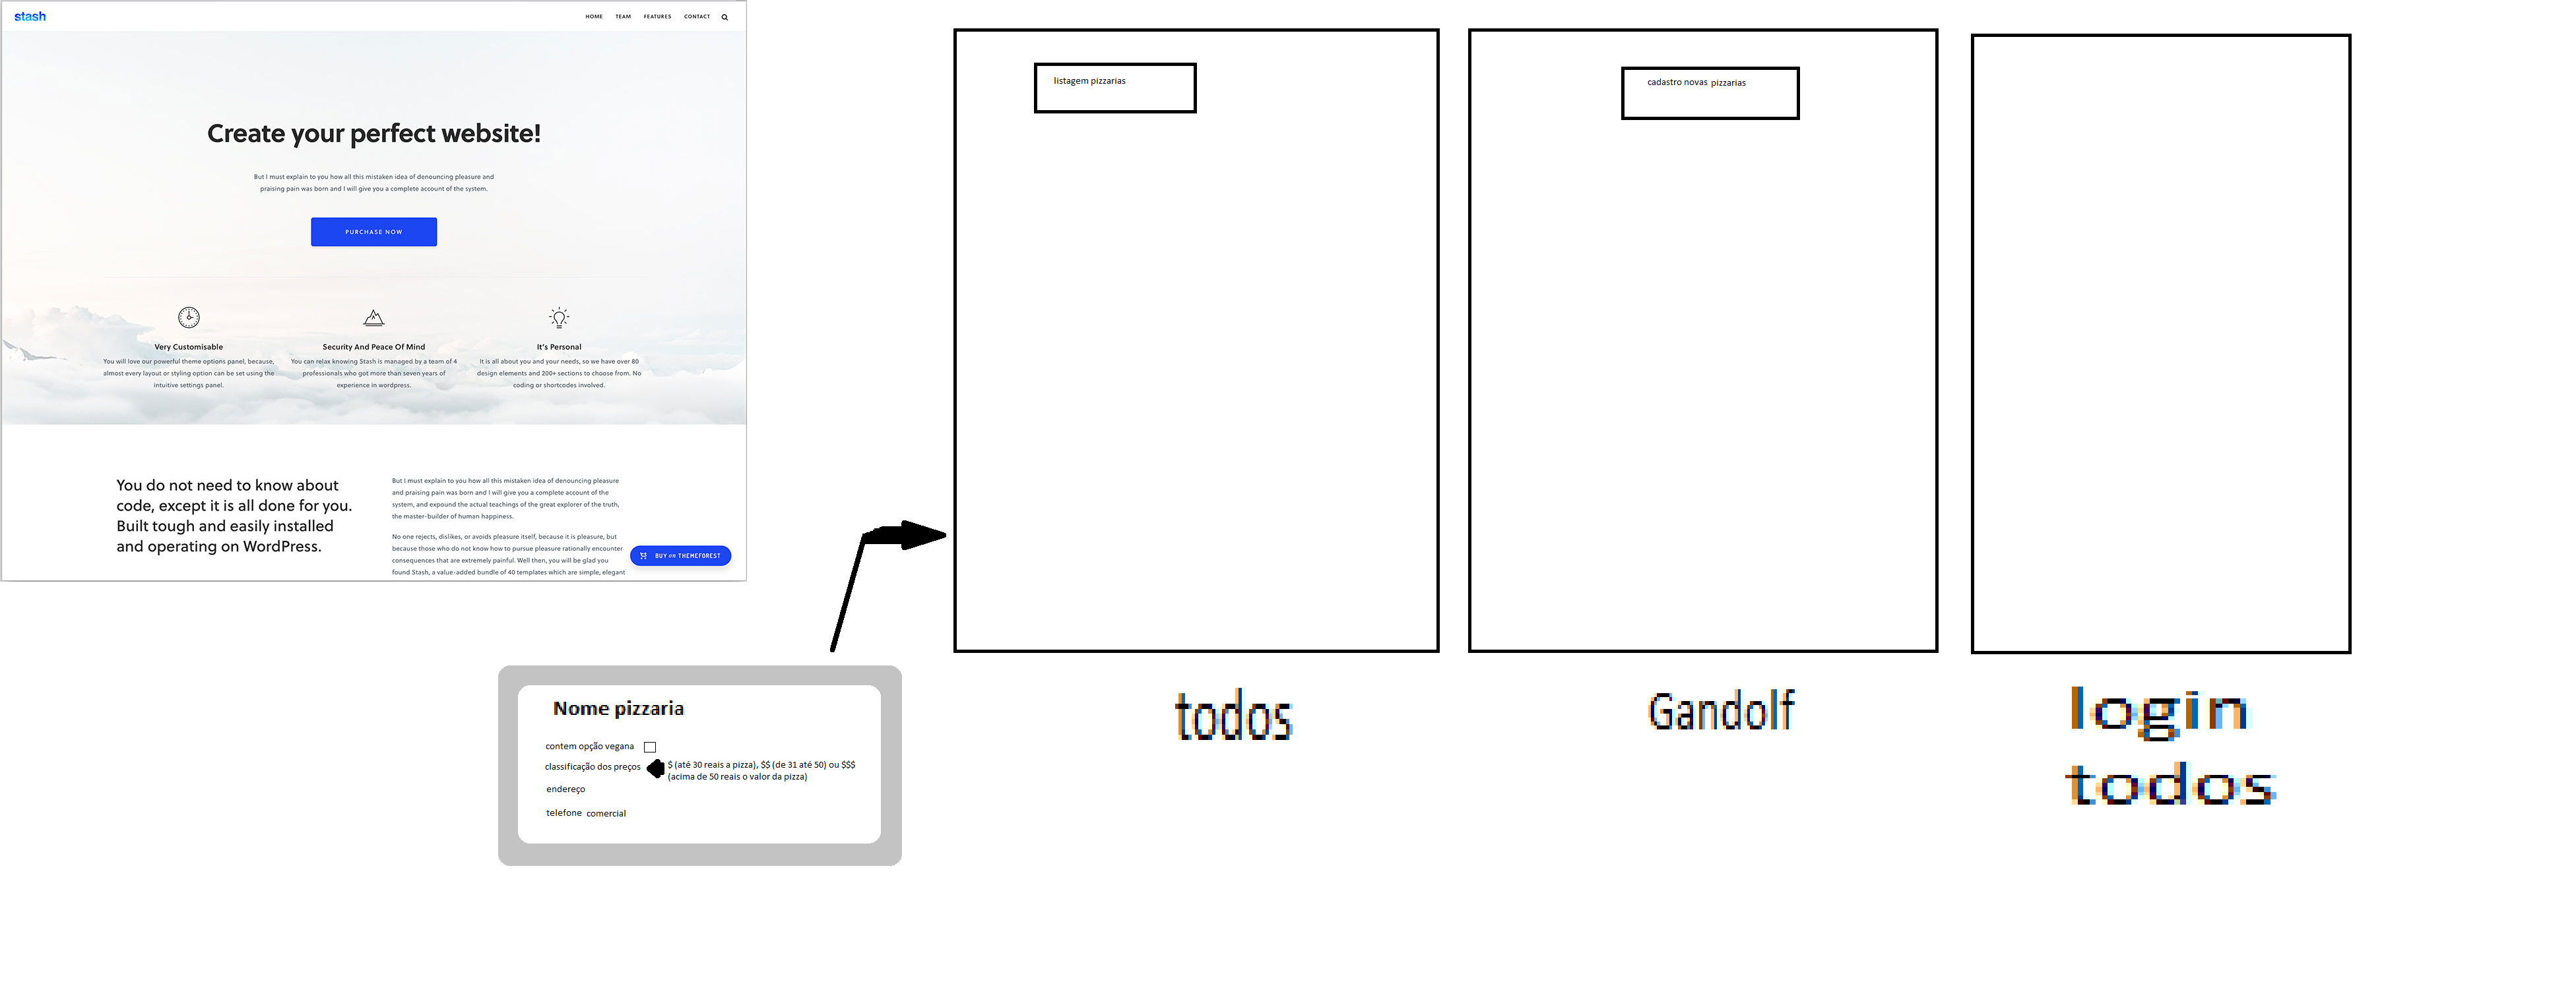 stash
HOME TEAM FEATURES CONTACT
Create your perfect website!
But I must explain to you how all this mistaken idea of denouncing pleasure and
praising pain was born and I will give you a complete account of the system.
PURCHASE NOW
Very Customisable
You will love our powerful theme options panel, because,
almost every layout or styling option can be set using the
intuitive settings panel.
Security And Peace Of Mind
You can relax knowing Stash is managed by a team of 4
professionals who got more than seven years of
experience in wordpress.
It's Personal
It is all about you and your needs, so we have over 80
design elements and 200+ sections to choose from. No
coding or shortcodes involved.
You do not need to know about
code, except it is all done for you.
Built tough and easily installed
and operating on WordPress.
But I must explain to you how all this mistaken idea of denouncing pleasure
and praising pain was born and I will give you a complete account of the
system, and expound the actual teachings of the great explorer of the truth,
the master-builder of human happiness.
No one rejects, dislikes, or avoids pleasure itself, because it is pleasure, but
because those who do not know how to pursue pleasure rationally encounter
consequences that are extremely painful. Well then, you will be glad you
found Stash, a value-added bundle of 40 templates which are simple, elegant
BUY on THEMEFOREST
listagem pizzarias
cadastro novas pizzarias
Nome pizzaria
contem opção vegana
classificação dos preços
$ (até 30 reais a pizza), $$ (de 31 até 50) ou $$$
(acima de 50 reais o valor da pizza)
endereço
telefone comercial
todos
Gandolf
login
todos